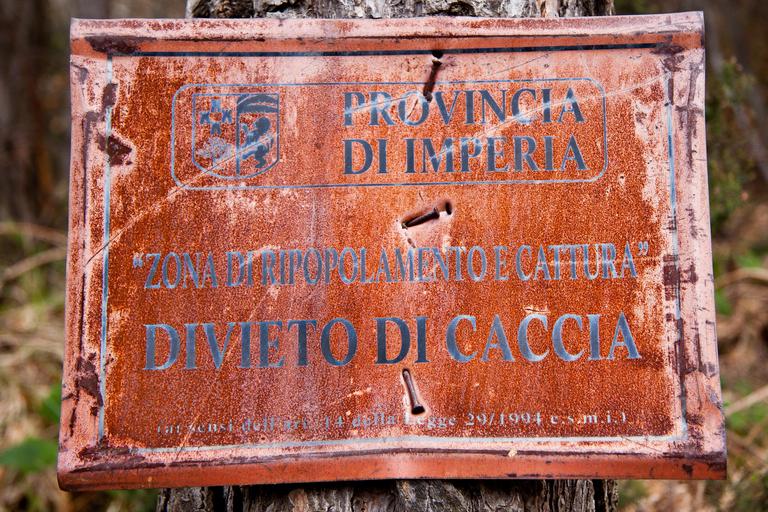 PROVINCIA
DI IMPERIA
“ZONA DI RIPOPOLAMENTO E CATTURA”
DIVIETO DI CACCIA
(ai sensi dell'art. 14 della Legge 29/1994 e.s.m.i.)